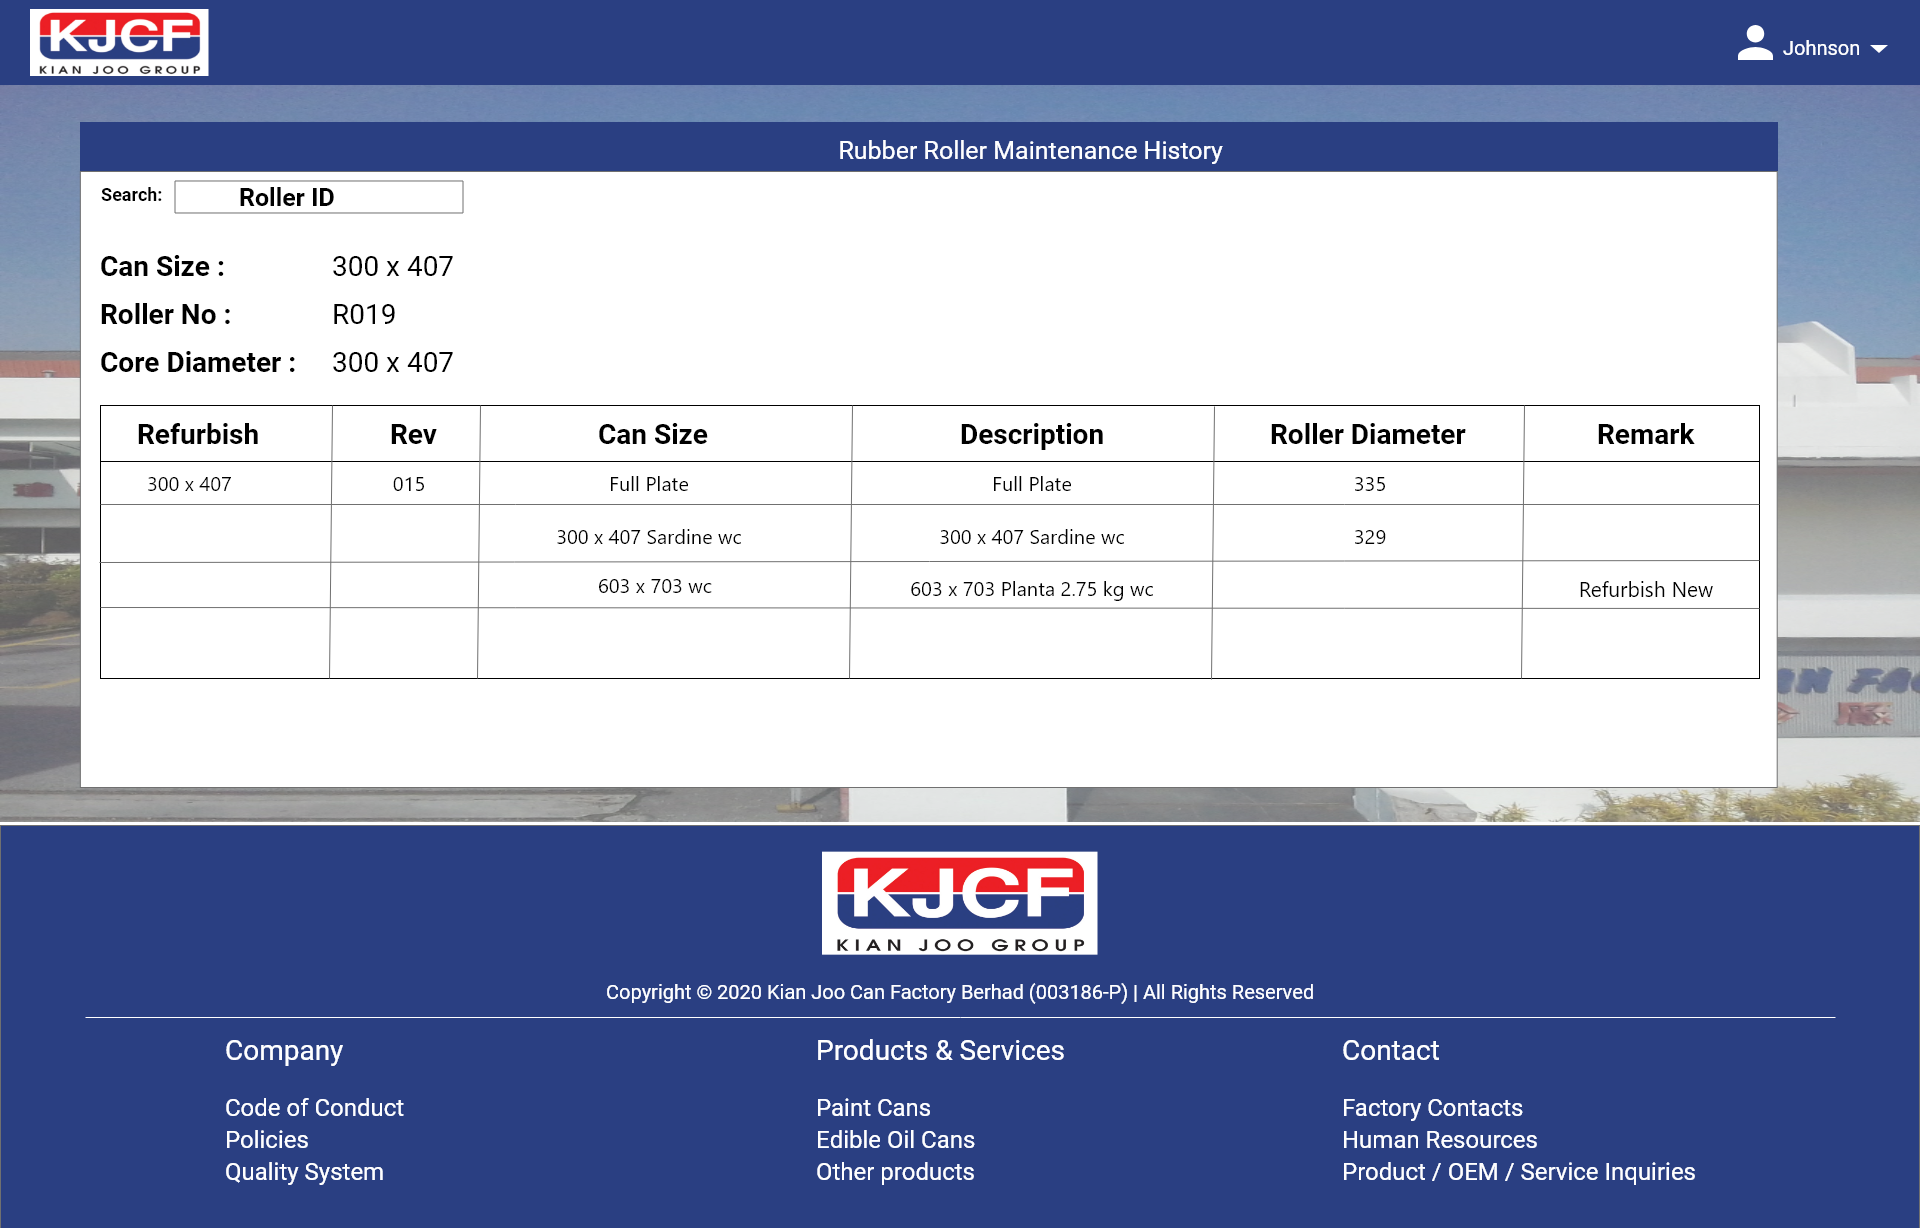 KJCF
KIAN JOO GROUP
Johnson
Rubber Roller Maintenance History
Search: Roller ID
Can Size : 300 x 407
Roller No : R019
Core Diameter : 300 x 407
Refurbish Rev Can Size Description Roller Diameter Remark
300 x 407 015 Full Plate Full Plate 335
300 x 407 Sardine wc 300 x 407 Sardine wc 329
603 x 703 wc 603 x 703 Planta 2.75 kg wc Refurbish New
KJCF
KIAN JOO GROUP
Copyright © 2020 Kian Joo Can Factory Berhad (003186-P) | All Rights Reserved
Company Products & Services Contact
Code of Conduct Paint Cans Factory Contacts
Policies Edible Oil Cans Human Resources
Quality System Other products Product / OEM / Service Inquiries